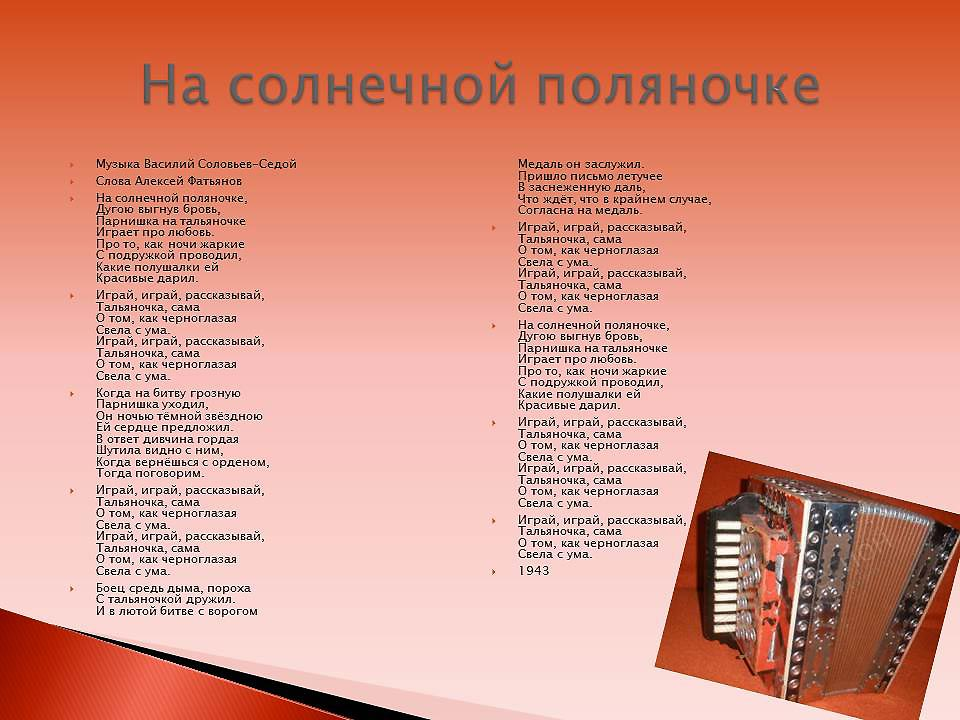 На солнечной поляночке
Музыка Василий Соловьев-Седой
Слова Алексей Фатьянов
На солнечной поляночке,
Дугою выгнув бровь,
Парнишка на тальяночке
Играет про любовь.
Про то, как ночи жаркие
С подружкой проводил,
Какие полушалки ей
Красивые дарил.
Играй, играй, рассказывай,
Тальяночка, сама
О том, как черноглазая
Свела с ума.
Играй, играй, рассказывай,
Тальяночка, сама
О том, как черноглазая
Свела с ума.
Когда на битву грозную
Парнишка уходил,
Он ночью тёмной звёздною
Ей сердце предложил.
В ответ дивчина гордая
Шутила видно с ним,
Когда вернёшься с орденом,
Тогда поговорим.
Играй, играй, рассказывай,
Тальяночка, сама
О том, как черноглазая
Свела с ума.
Играй, играй, рассказывай,
Тальяночка, сама
О том, как черноглазая
Свела с ума.
Боец средь дыма, пороха
С тальяночкой дружил.
И в лютой битве с ворогом
Медаль он заслужил.
Пришло письмо летучее
В заснеженную даль,
Что ждёт, что в крайнем случае,
Согласна на медаль.
Играй, играй, рассказывай,
Тальяночка, сама
О том, как черноглазая
Свела с ума.
Играй, играй, рассказывай,
Тальяночка, сама
О том, как черноглазая
Свела с ума.
На солнечной поляночке,
Дугою выгнув бровь,
Парнишка на тальяночке
Играет про любовь.
Про то, как ночи жаркие
С подружкой проводил,
Какие полушалки ей
Красивые дарил.
Играй, играй, рассказывай,
Тальяночка, сама
О том, как черноглазая
Свела с ума.
Играй, играй, рассказывай,
Тальяночка, сама
О том, как черноглазая
Свела с ума.
Играй, играй, рассказывай,
Тальяночка, сама
О том, как черноглазая
Свела с ума.
1943